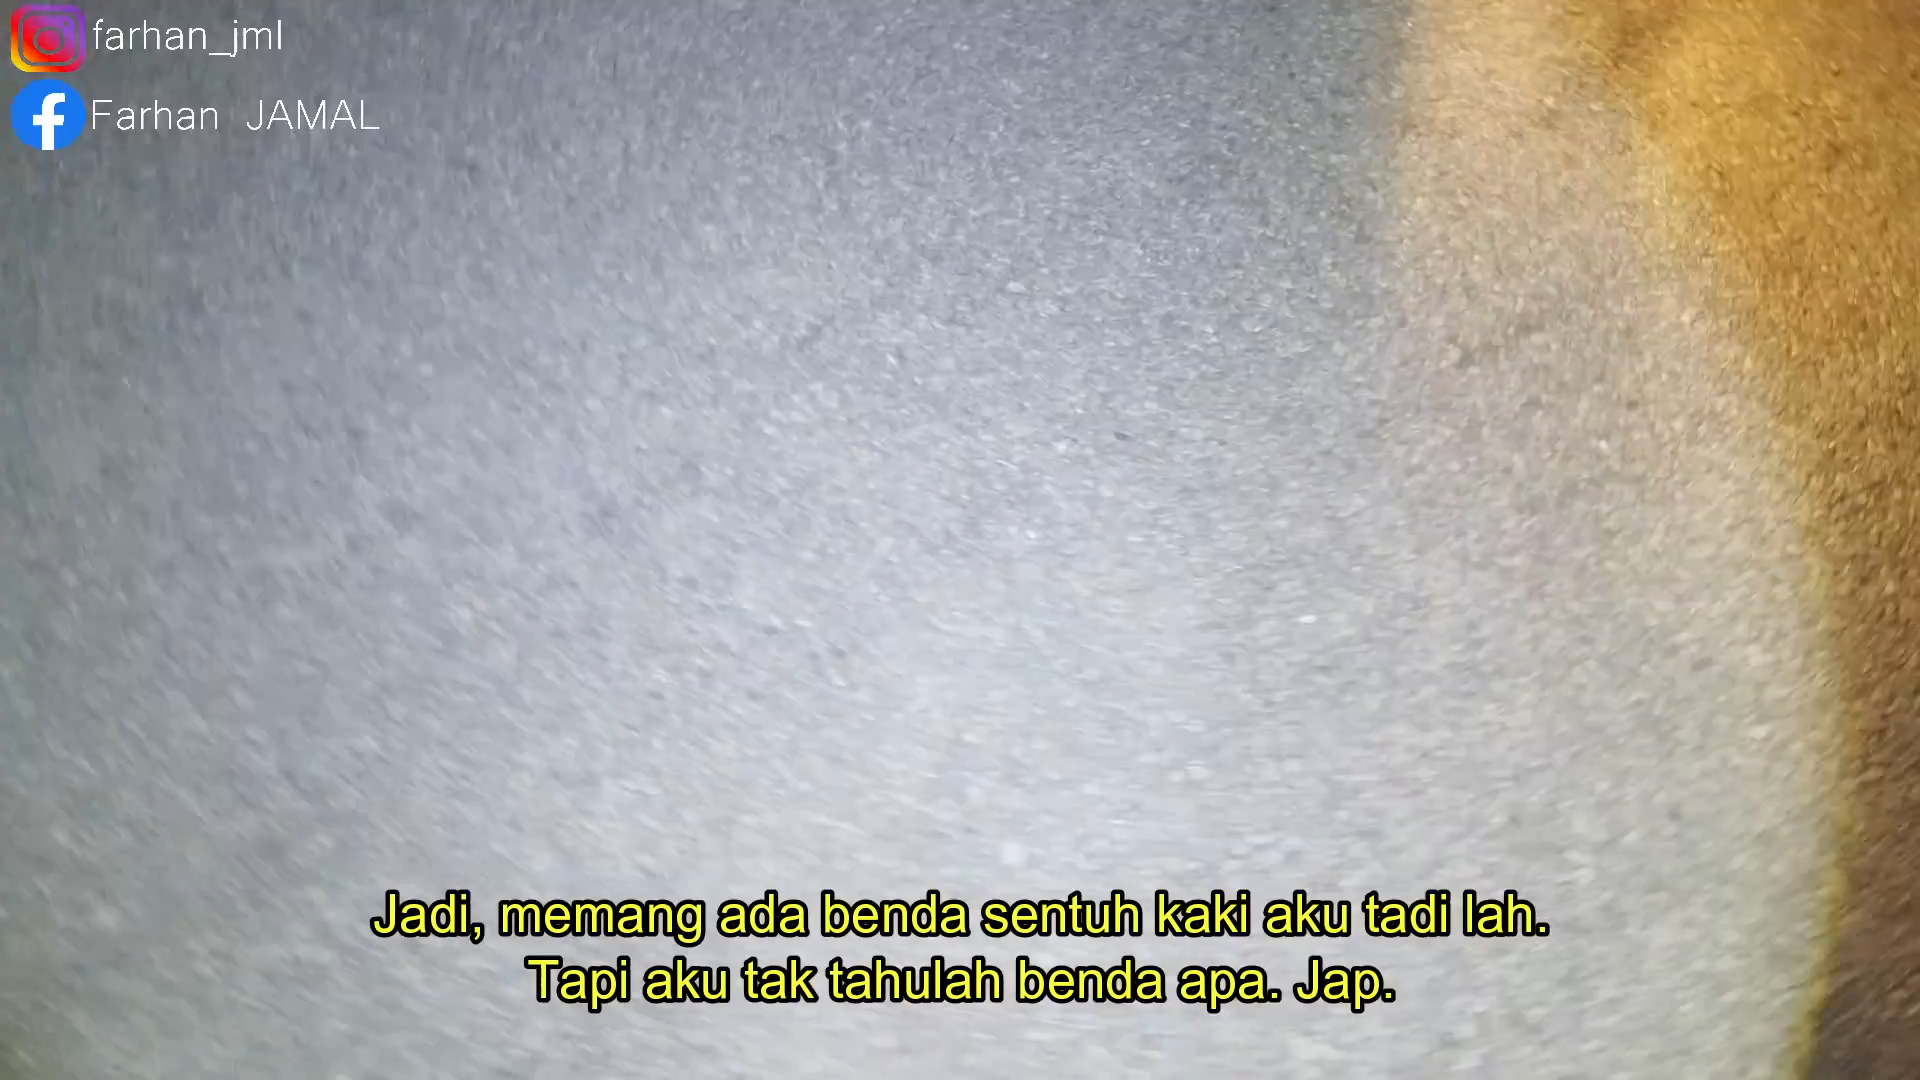 farhan_jml
Farhan JAMAL
Jadi, memang ada benda sentuh kaki aku tadi lah.
Tapi aku tak tahulah benda apa. Jap.